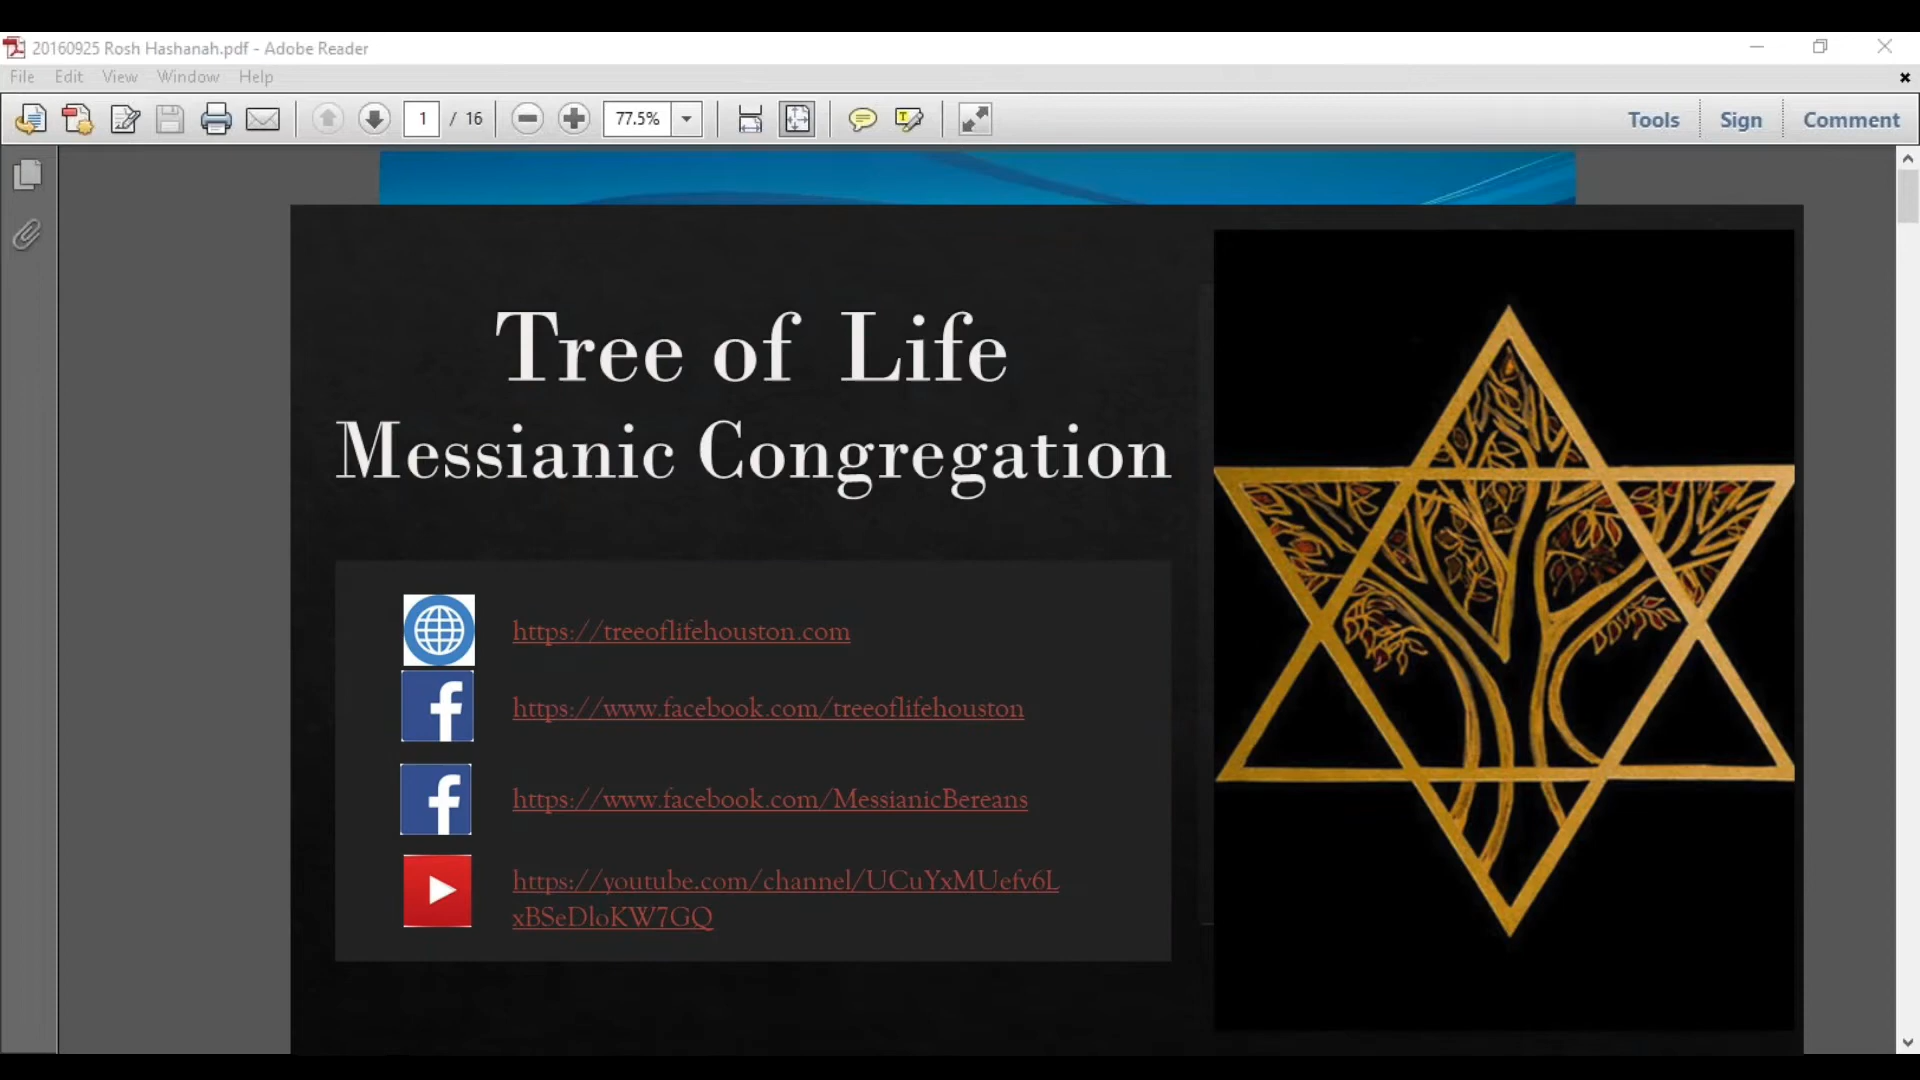 20160925 Rosh Hashanah.pdf - Adobe Reader
File Edit View Window Help
1 / 16 77.5% Tools Sign Comment
Tree of Life
Messianic Congregation
https://treeoflifehouston.com
https://www.facebook.com/treeoflifehouston
https://www.facebook.com/MessianicBereans
https://youtube.com/channel/UCuYxMUefv6L
xBSeDloKW7GQ